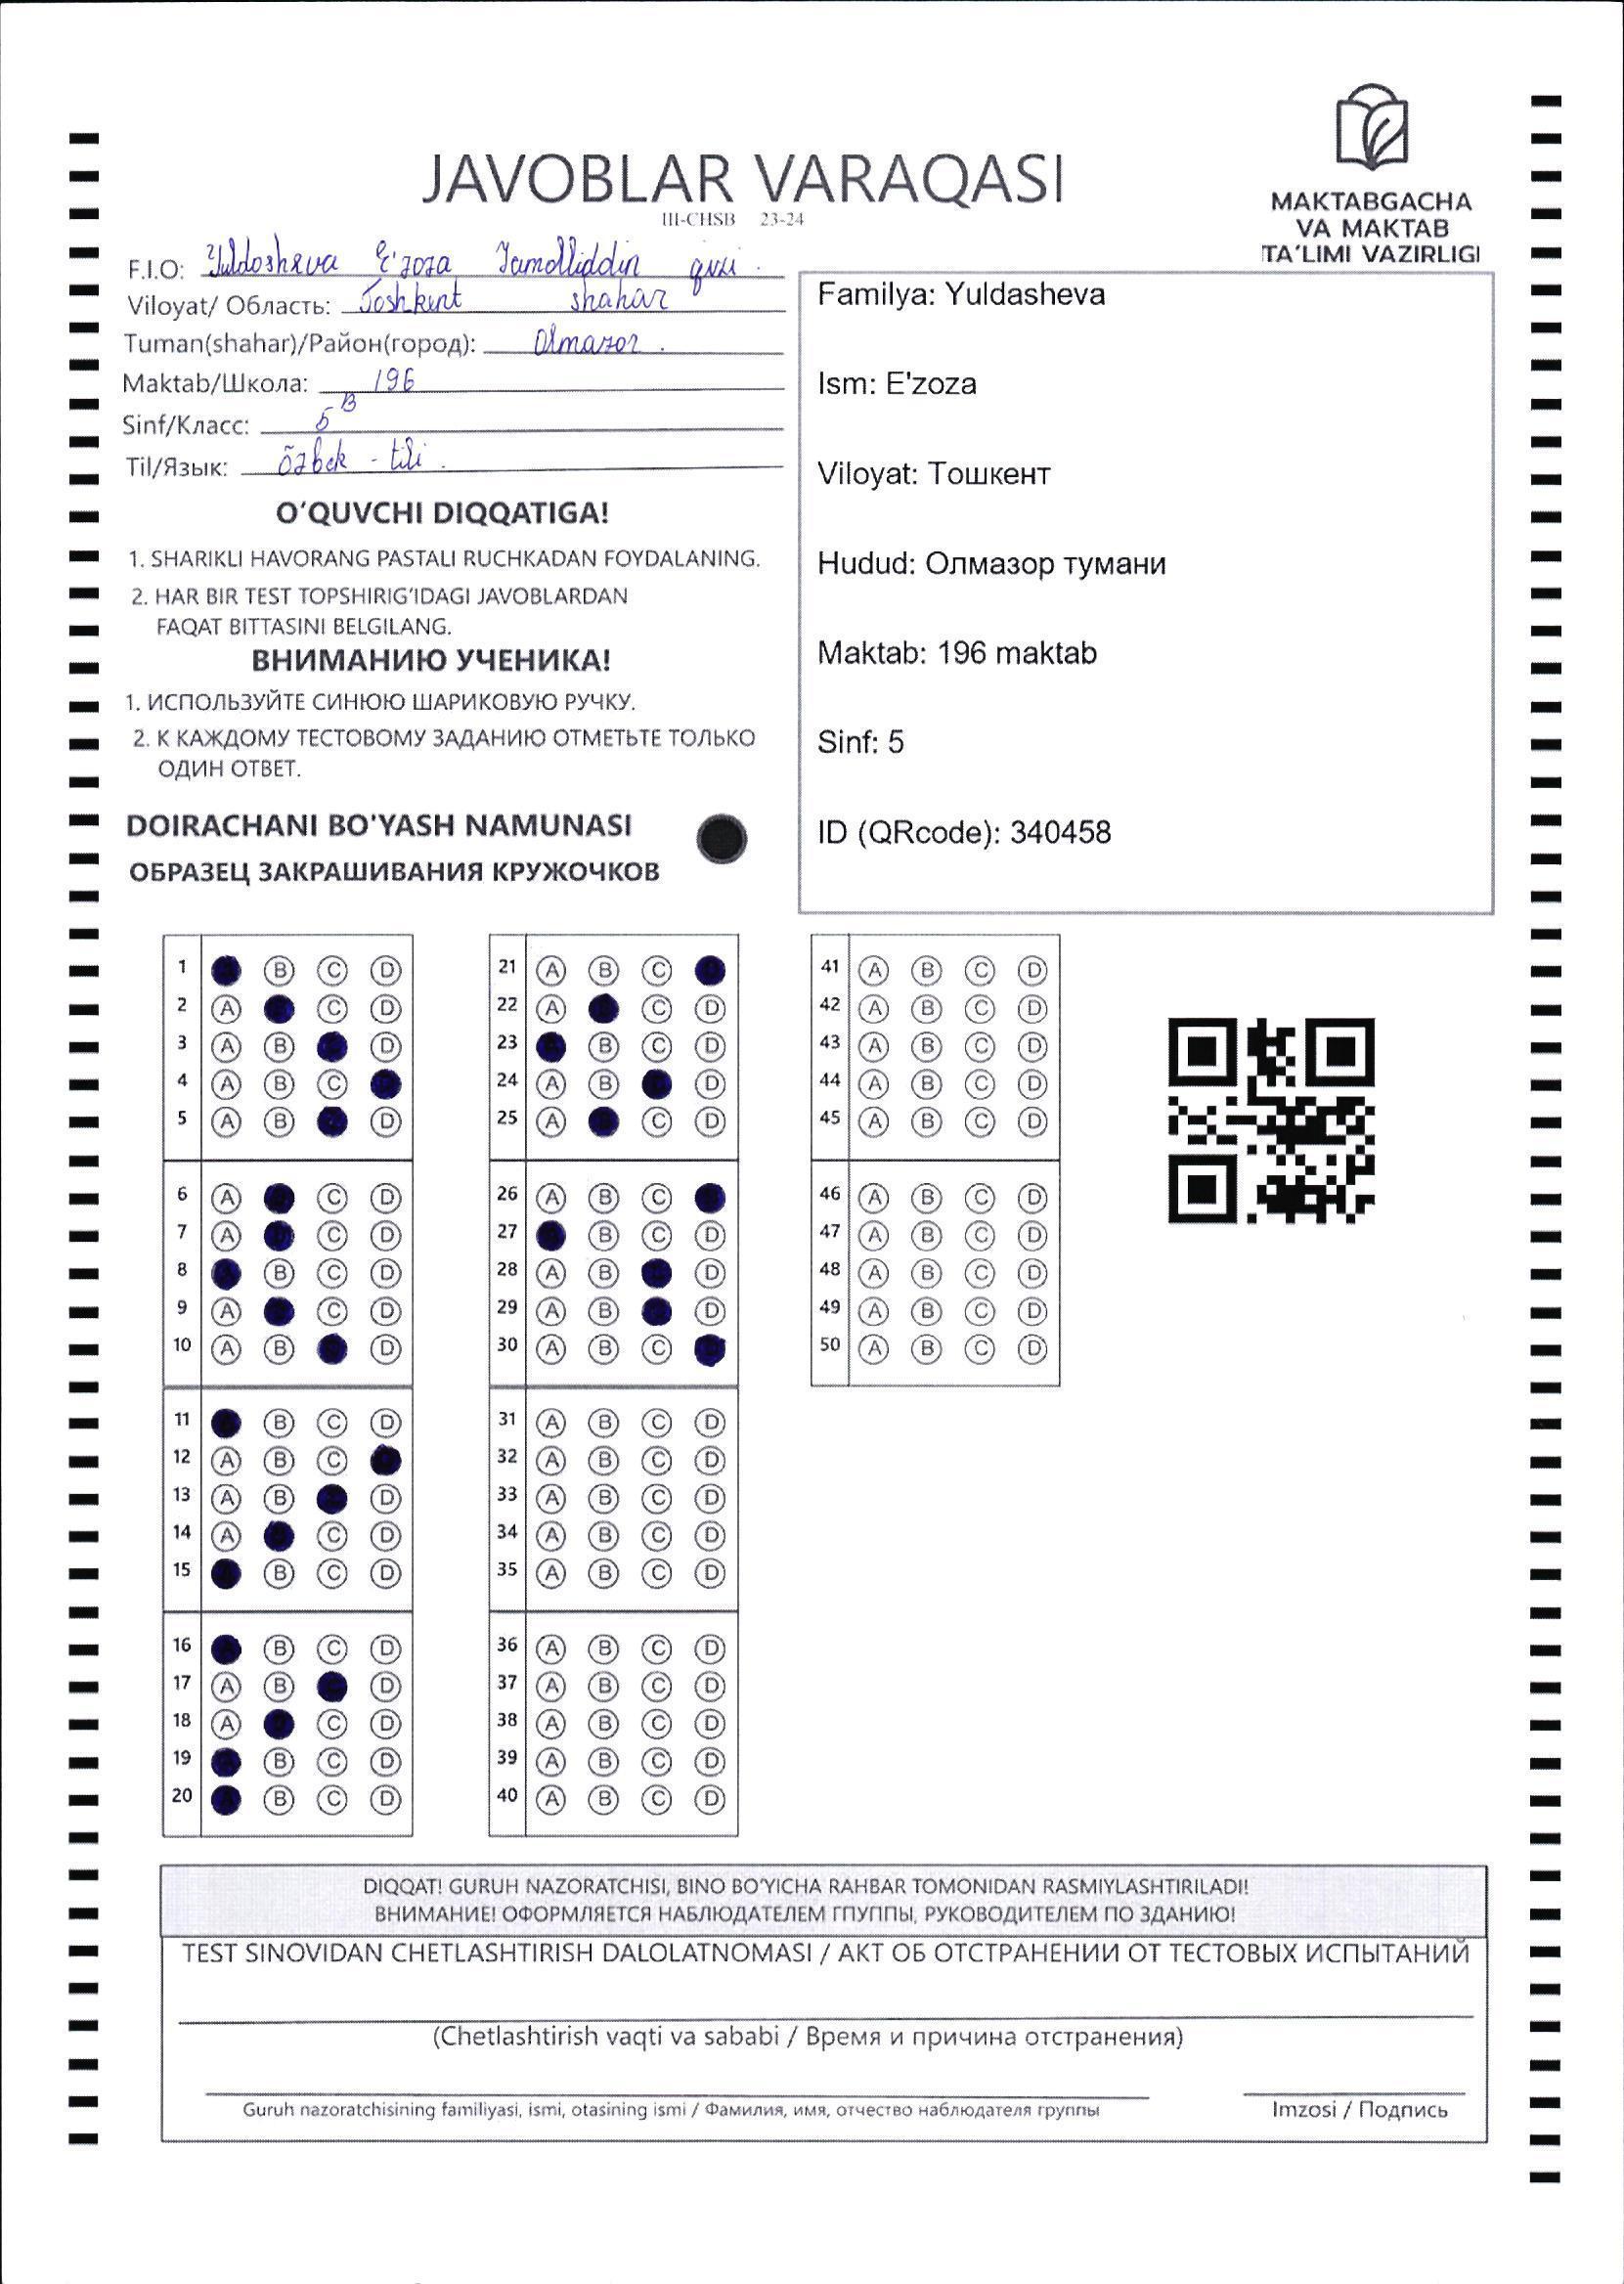 JAVOBLAR VARAQASI
III-CHSB 23-24
MAKTABGACHA
VA MAKTAB
TA'LIMI VAZIRLIGI
F.I.O: Yuldosheva E'zoza Jamolliddin qizi.
Viloyat/ Область: Toshkent shahar
Tuman(shahar)/Район(город): Olmazor.
Maktab/Школа: 196
Sinf/Класс: 5 B
Til/Язык: õzbek - tili.
Familya: Yuldasheva
Ism: E'zoza
Viloyat: Тошкент
Hudud: Олмазор тумани
Maktab: 196 maktab
Sinf: 5
ID (QRcode): 340458
O'QUVCHI DIQQATIGA!
1. SHARIKLI HAVORANG PASTALI RUCHKADAN FOYDALANING.
2. HAR BIR TEST TOPSHIRIG'IDAGI JAVOBLARDAN
FAQAT BITTASINI BELGILANG.
ВНИМАНИЮ УЧЕНИКА!
1. ИСПОЛЬЗУЙТЕ СИНЮЮ ШАРИКОВУЮ РУЧКУ.
2. К КАЖДОМУ ТЕСТОВОМУ ЗАДАНИЮ ОТМЕТЬТЕ ТОЛЬКО
ОДИН ОТВЕТ.
DOIRACHANI BO'YASH NAMUNASI
ОБРАЗЕЦ ЗАКРАШИВАНИЯ КРУЖОЧКОВ
1 B C D
2 A C D
3 A B D
4 A B C
5 A B D
6 A C D
7 A C D
8 B C D
9 A C D
10 A B D
11 B C D
12 A B C
13 A B D
14 A C D
15 B C D
16 B C D
17 A B D
18 A C D
19 B C D
20 B C D
21 A B C
22 A C D
23 B C D
24 A B D
25 A C D
26 A B C
27 B C D
28 A B D
29 A B D
30 A B C
31 A B C D
32 A B C D
33 A B C D
34 A B C D
35 A B C D
36 A B C D
37 A B C D
38 A B C D
39 A B C D
40 A B C D
41 A B C D
42 A B C D
43 A B C D
44 A B C D
45 A B C D
46 A B C D
47 A B C D
48 A B C D
49 A B C D
50 A B C D
DIQQAT! GURUH NAZORATCHISI, BINO BO'YICHA RAHBAR TOMONIDAN RASMIYLASHTIRILADI!
ВНИМАНИЕ! ОФОРМЛЯЕТСЯ НАБЛЮДАТЕЛЕМ ГПУППЫ, РУКОВОДИТЕЛЕМ ПО ЗДАНИЮ!
TEST SINOVIDAN CHETLASHTIRISH DALOLATNOMASI / АКТ ОБ ОТСТРАНЕНИИ ОТ ТЕСТОВЫХ ИСПЫТАНИЙ
(Chetlashtirish vaqti va sababi / Время и причина отстранения)
Guruh nazoratchisining familiyasi, ismi, otasining ismi / Фамилия, имя, отчество наблюдателя группы
Imzosi / Подпись